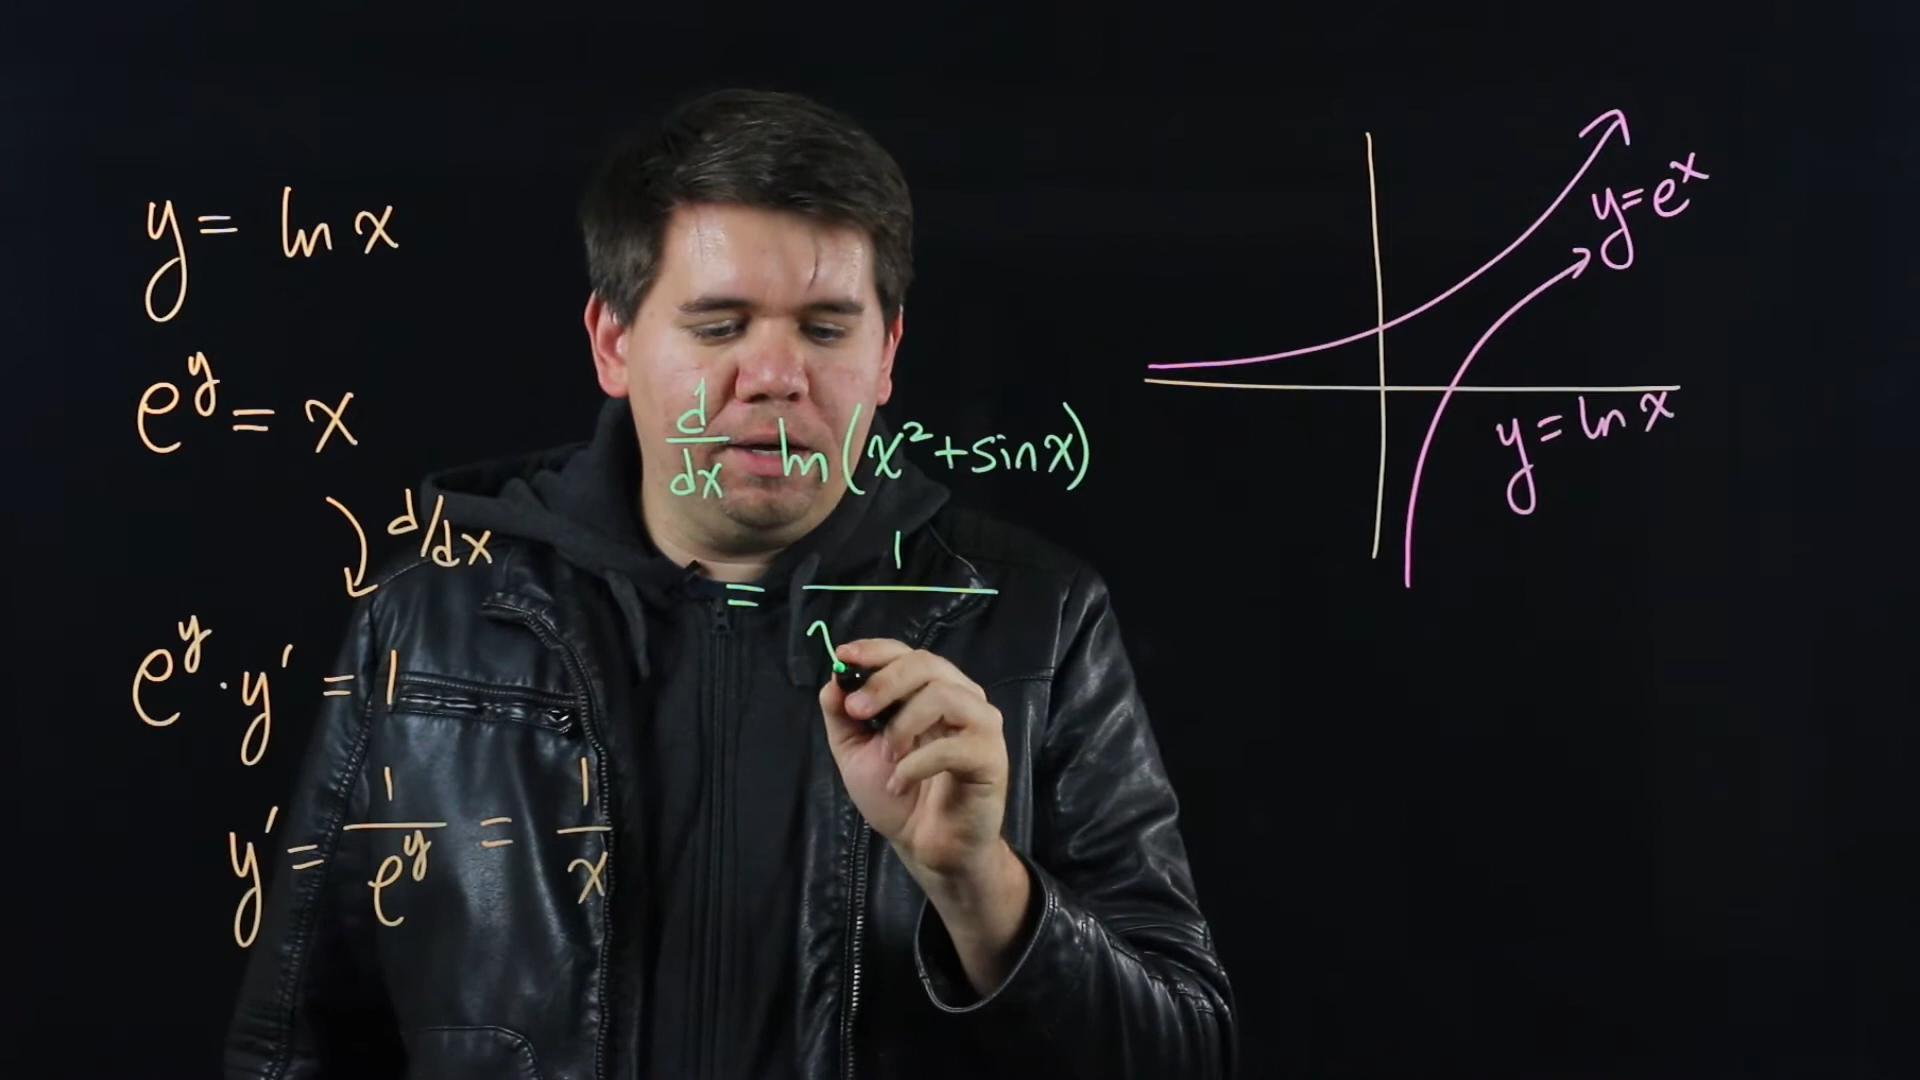 y = ln x
e^y = x
d/dx
e^y · y' = 1
y' = 1/e^y = 1/x
d/dx ln(x²+sin x)
= 1/
y=e^x
y = ln x